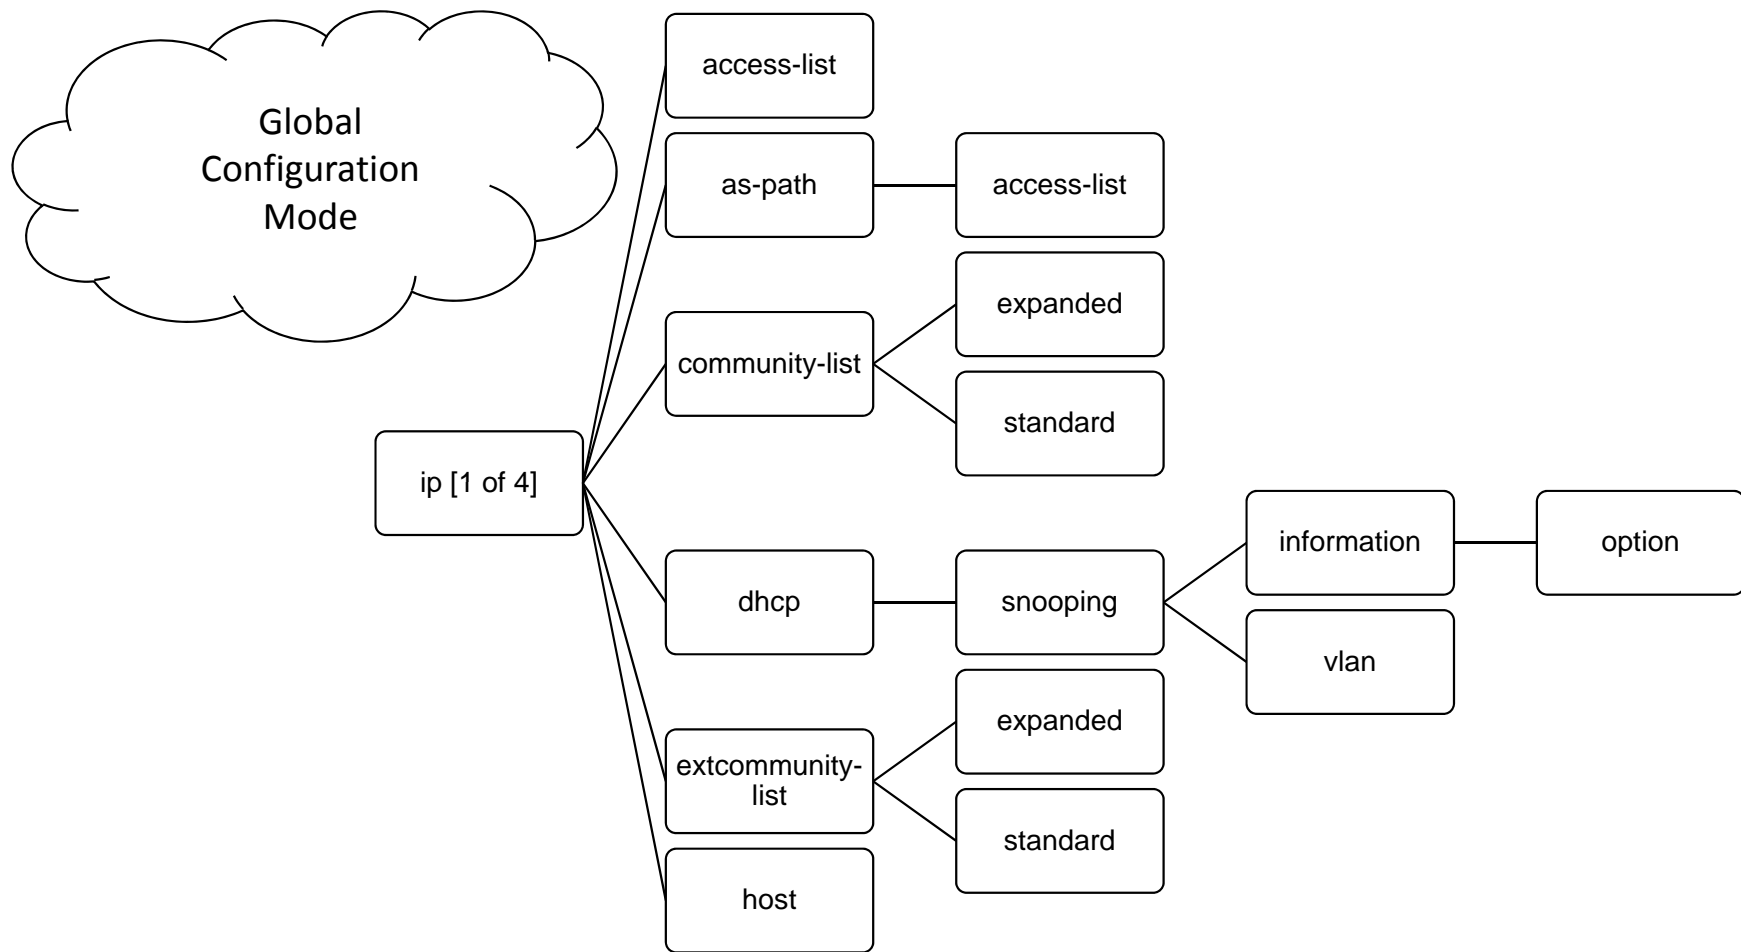 Global
Configuration
Mode
access-list
as-path
access-list
expanded
community-list
standard
ip [1 of 4]
information
option
dhcp
snooping
vlan
expanded
extcommunity-
list
standard
host